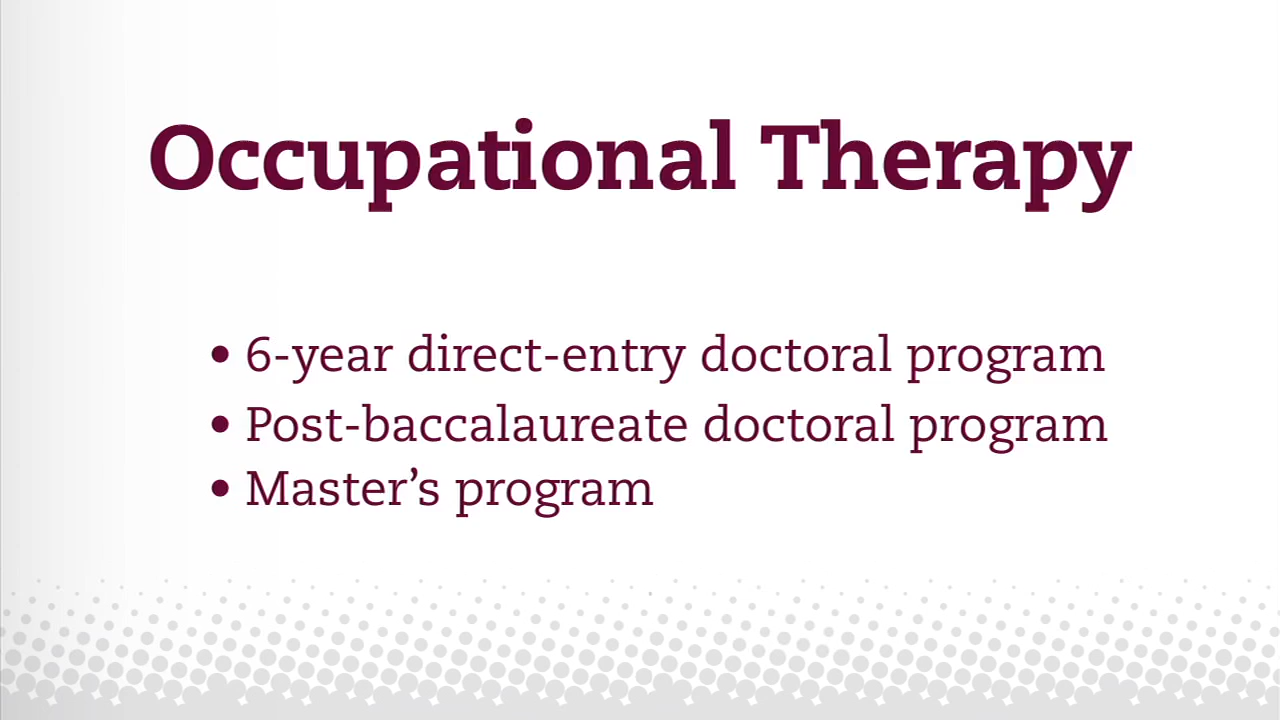 Occupational Therapy
• 6-year direct-entry doctoral program
• Post-baccalaureate doctoral program
• Master’s program